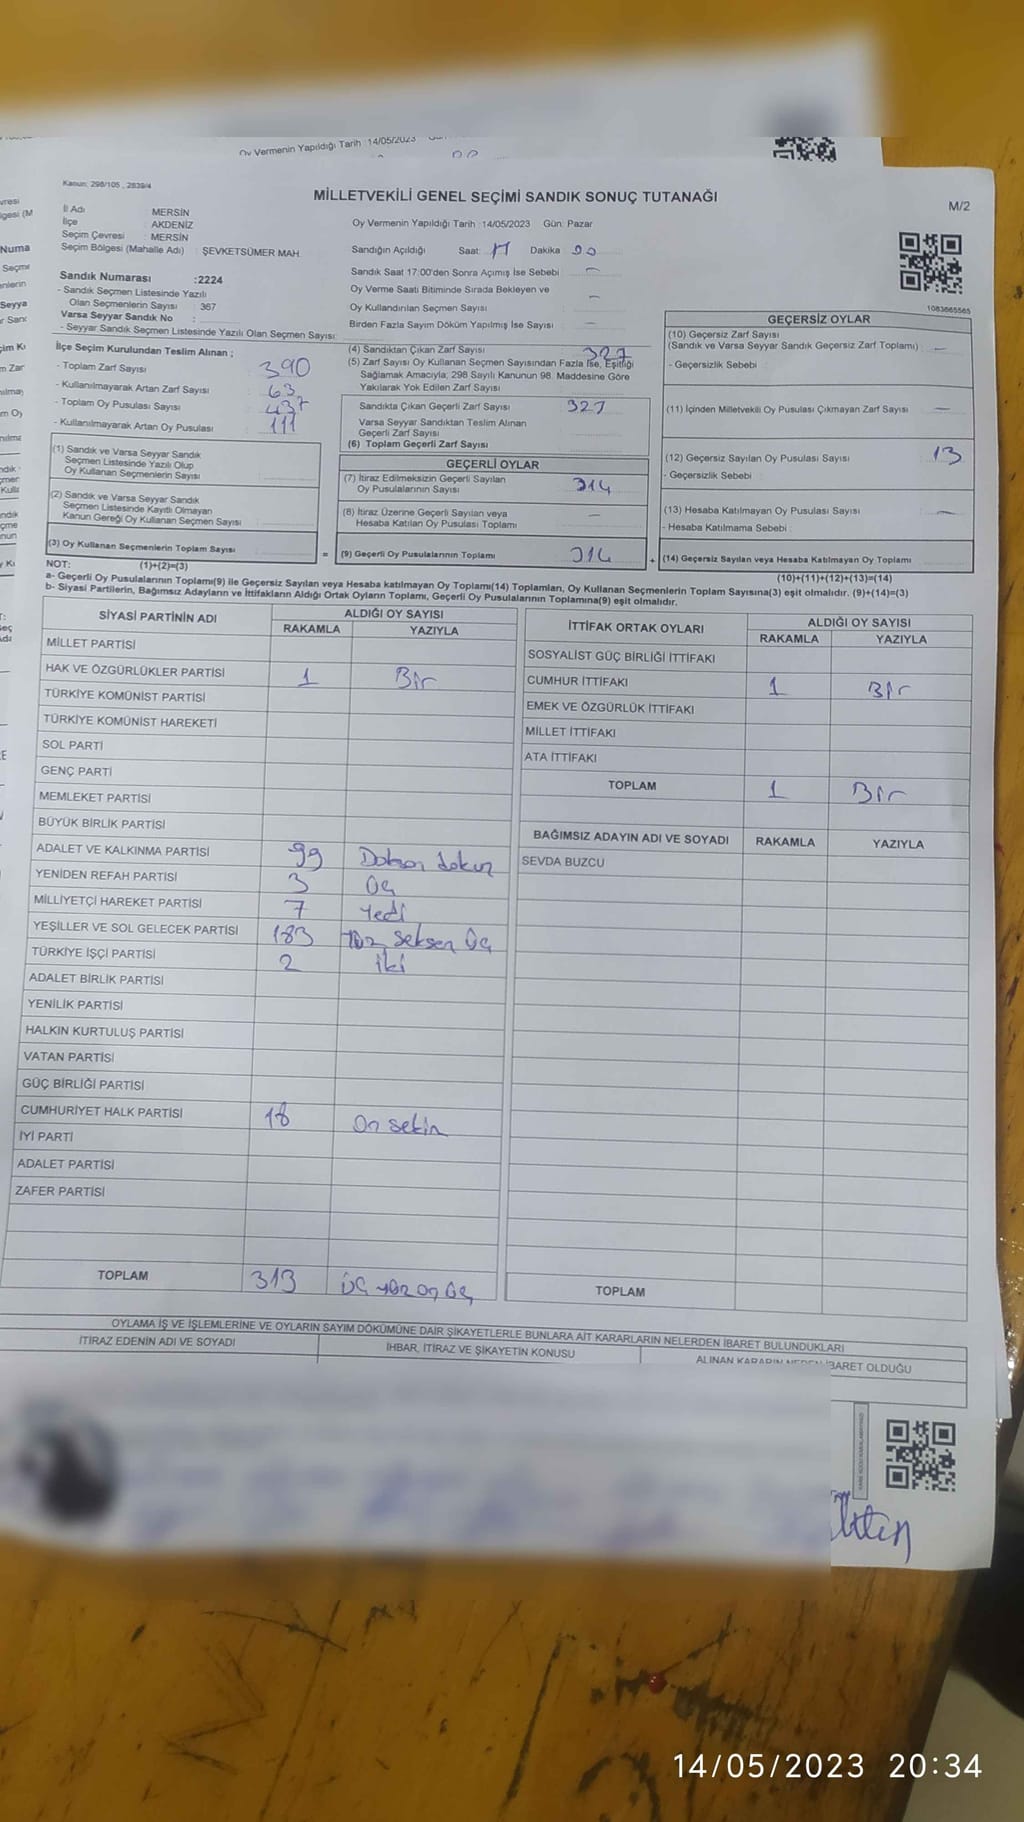 Oy Vermenin Yapıldığı Tarih 14/05/2023
Kanun: 298/105 , 2839/4
MİLLETVEKİLİ GENEL SEÇİMİ SANDIK SONUÇ TUTANAĞI
M/2
İl Adı : MERSİN
İlçe : AKDENİZ
Seçim Çevresi : MERSİN
Seçim Bölgesi (Mahalle Adı) : ŞEVKETSÜMER MAH.
Oy Vermenin Yapıldığı Tarih : 14/05/2023 Gün: Pazar
Sandığın Açıldığı Saat: 17 Dakika 00
Sandık Saat 17:00'den Sonra Açımış İse Sebebi –
Oy Verme Saati Bitiminde Sırada Bekleyen ve
Oy Kullandırılan Seçmen Sayısı –
Birden Fazla Sayım Döküm Yapılmış İse Sayısı –
1083665565
Sandık Numarası :2224
- Sandık Seçmen Listesinde Yazılı
Olan Seçmenlerin Sayısı : 367
Varsa Seyyar Sandık No :
- Seyyar Sandık Seçmen Listesinde Yazılı Olan Seçmen Sayısı:
İlçe Seçim Kurulundan Teslim Alınan ;
- Toplam Zarf Sayısı 390
- Kullanılmayarak Artan Zarf Sayısı 63
- Toplam Oy Pusulası Sayısı 437
- Kullanılmayarak Artan Oy Pusulası 111
(1) Sandık ve Varsa Seyyar Sandık
Seçmen Listesinde Yazılı Olup
Oy Kullanan Seçmenlerin Sayısı
(2) Sandık ve Varsa Seyyar Sandık
Seçmen Listesinde Kayıtlı Olmayan
Kanun Gereği Oy Kullanan Seçmen Sayısı
(3) Oy Kullanan Seçmenlerin Toplam Sayısı =
(4) Sandıktan Çıkan Zarf Sayısı 327
(5) Zarf Sayısı Oy Kullanan Seçmen Sayısından Fazla İse, Eşitliği
Sağlamak Amacıyla; 298 Sayılı Kanunun 98. Maddesine Göre
Yakılarak Yok Edilen Zarf Sayısı
Sandıkta Çıkan Geçerli Zarf Sayısı 327
Varsa Seyyar Sandıktan Teslim Alınan
Geçerli Zarf Sayısı
(6) Toplam Geçerli Zarf Sayısı
GEÇERLİ OYLAR
(7) İtiraz Edilmeksizin Geçerli Sayılan
Oy Pusulalarının Sayısı 314
(8) İtiraz Üzerine Geçerli Sayılan veya
Hesaba Katılan Oy Pusulası Toplamı –
(9) Geçerli Oy Pusulalarının Toplamı 314 +
GEÇERSİZ OYLAR
(10) Geçersiz Zarf Sayısı
(Sandık ve Varsa Seyyar Sandık Geçersiz Zarf Toplamı) –
- Geçersizlik Sebebi :
(11) İçinden Milletvekili Oy Pusulası Çıkmayan Zarf Sayısı –
(12) Geçersiz Sayılan Oy Pusulası Sayısı 13
- Geçersizlik Sebebi :
(13) Hesaba Katılmayan Oy Pusulası Sayısı –
- Hesaba Katılmama Sebebi :
(14) Geçersiz Sayılan veya Hesaba Katılmayan Oy Toplamı
NOT: (1)+(2)=(3)
(10)+(11)+(12)+(13)=(14)
a- Geçerli Oy Pusulalarının Toplamı(9) ile Geçersiz Sayılan veya Hesaba katılmayan Oy Toplamı(14) Toplamları, Oy Kullanan Seçmenlerin Toplam Sayısına(3) eşit olmalıdır. (9)+(14)=(3)
b- Siyasi Partilerin, Bağımsız Adayların ve İttifakların Aldığı Ortak Oyların Toplamı, Geçerli Oy Pusulalarının Toplamına(9) eşit olmalıdır.
SİYASİ PARTİNİN ADI ALDIĞI OY SAYISI
RAKAMLA YAZIYLA
MİLLET PARTİSİ
HAK VE ÖZGÜRLÜKLER PARTİSİ 1 Bir
TÜRKİYE KOMÜNİST PARTİSİ
TÜRKİYE KOMÜNİST HAREKETİ
SOL PARTİ
GENÇ PARTİ
MEMLEKET PARTİSİ
BÜYÜK BİRLİK PARTİSİ
ADALET VE KALKINMA PARTİSİ 99 Doksan dokuz
YENİDEN REFAH PARTİSİ 3 Üç
MİLLİYETÇİ HAREKET PARTİSİ 7 Yedi
YEŞİLLER VE SOL GELECEK PARTİSİ 183 Yüz Seksen Üç
TÜRKİYE İŞÇİ PARTİSİ 2 İki
ADALET BİRLİK PARTİSİ
YENİLİK PARTİSİ
HALKIN KURTULUŞ PARTİSİ
VATAN PARTİSİ
GÜÇ BİRLİĞİ PARTİSİ
CUMHURİYET HALK PARTİSİ 18 On sekiz
İYİ PARTİ
ADALET PARTİSİ
ZAFER PARTİSİ
TOPLAM 313 Üç yüz on üç
İTTİFAK ORTAK OYLARI ALDIĞI OY SAYISI
RAKAMLA YAZIYLA
SOSYALİST GÜÇ BİRLİĞİ İTTİFAKI
CUMHUR İTTİFAKI 1 Bir
EMEK VE ÖZGÜRLÜK İTTİFAKI
MİLLET İTTİFAKI
ATA İTTİFAKI
TOPLAM 1 Bir
BAĞIMSIZ ADAYIN ADI VE SOYADI RAKAMLA YAZIYLA
SEVDA BUZCU
TOPLAM
OYLAMA İŞ VE İŞLEMLERİNE VE OYLARIN SAYIM DÖKÜMÜNE DAİR ŞİKAYETLERLE BUNLARA AİT KARARLARIN NELERDEN İBARET BULUNDUKLARI
İTİRAZ EDENİN ADI VE SOYADI İHBAR, İTİRAZ VE ŞİKAYETİN KONUSU ALINAN KARARIN NEDEN İBARET OLDUĞU
14/05/2023 20:34